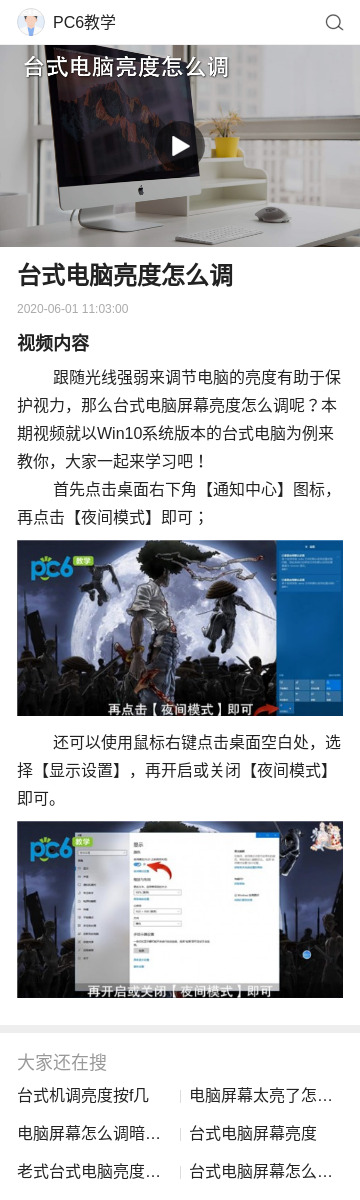 PC6教学
台式电脑亮度怎么调
台式电脑亮度怎么调
2020-06-01 11:03:00
视频内容
跟随光线强弱来调节电脑的亮度有助于保
护视力，那么台式电脑屏幕亮度怎么调呢？本
期视频就以Win10系统版本的台式电脑为例来
教你，大家一起来学习吧！
首先点击桌面右下角【通知中心】图标，
再点击【夜间模式】即可；
pc6 教学
再点击【夜间模式】即可
还可以使用鼠标右键点击桌面空白处，选
择【显示设置】，再开启或关闭【夜间模式】
即可。
pc6 教学
显示
再开启或关闭【夜间模式】即可
大家还在搜
台式机调亮度按f几
电脑屏幕太亮了怎…
电脑屏幕怎么调暗…
台式电脑屏幕亮度
老式台式电脑亮度…
台式电脑屏幕怎么…